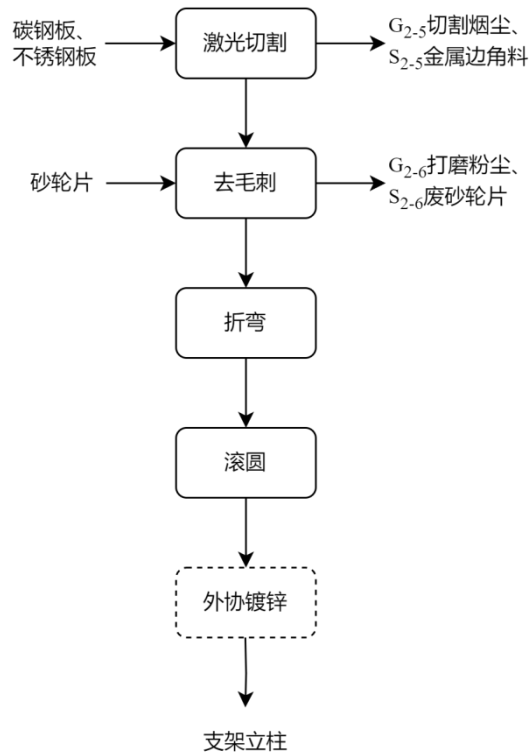 碳钢板、
不锈钢板
激光切割
G2-5切割烟尘、
S2-5金属边角料
砂轮片
去毛刺
G2-6打磨粉尘、
S2-6废砂轮片
折弯
滚圆
外协镀锌
支架立柱